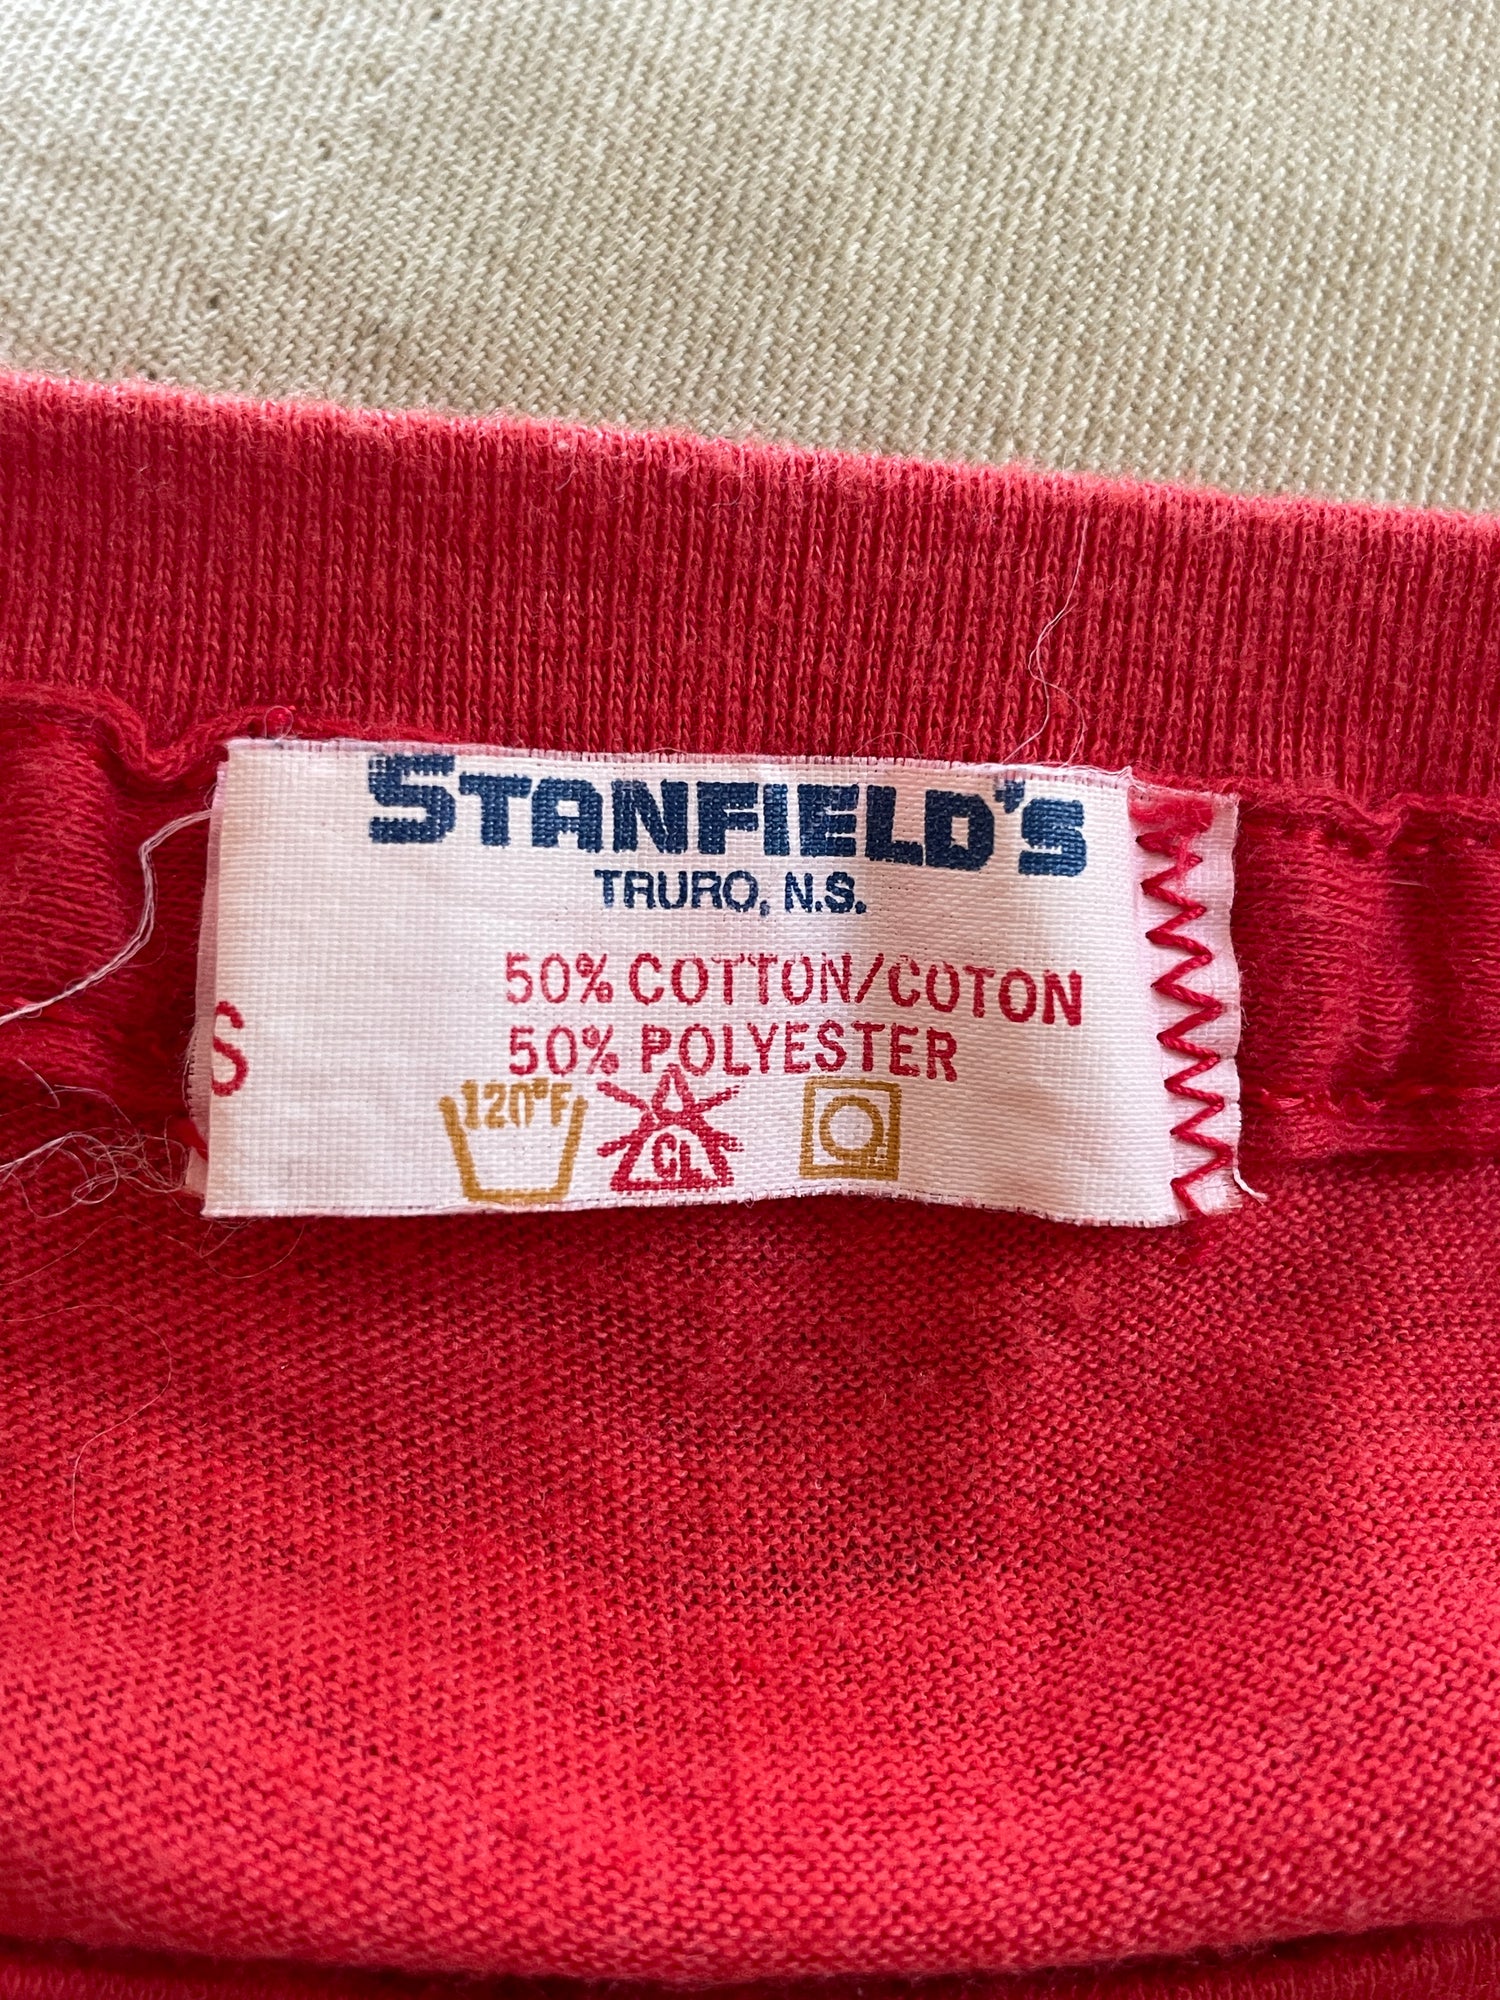 STANFIELD'S
TRURO, N.S.
50% COTTON/COTON
50% POLYESTER
S
120°F
CL